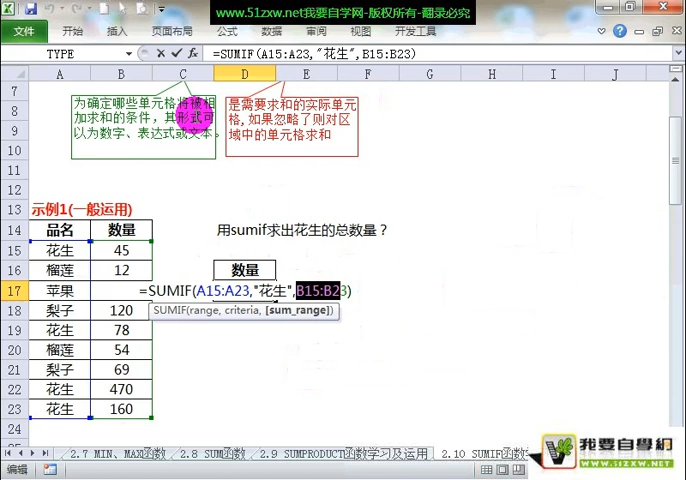 www.51zxw.net我要自学网-版权所有-翻录必究
文件 开始 插入 页面布局 公式 数据 审阅 视图 开发工具
TYPE =SUMIF(A15:A23,"花生",B15:B23)
A B C D E F G H I J
7
8
9
10
11
12
13
14
15
16
17
18
19
20
21
22
23
24
为确定哪些单元格将被相
加求和的条件，其形式可
以为数字、表达式或文本。
是需要求和的实际单元
格,如果忽略了则对区
域中的单元格求和
示例1(一般运用)
品名 数量
用sumif求出花生的总数量？
花生 45
榴莲 12
数量
苹果
=SUMIF(A15:A23,"花生",B15:B23)
SUMIF(range, criteria, [sum_range])
梨子 120
花生 78
榴莲 54
梨子 69
花生 470
花生 160
2.7 MIN、MAX函数 2.8 SUM函数 2.9 SUMPRODUCT函数学习及运用 2.10 SUMIF函数
编辑
我要自學網
WWW.51ZXW.NET